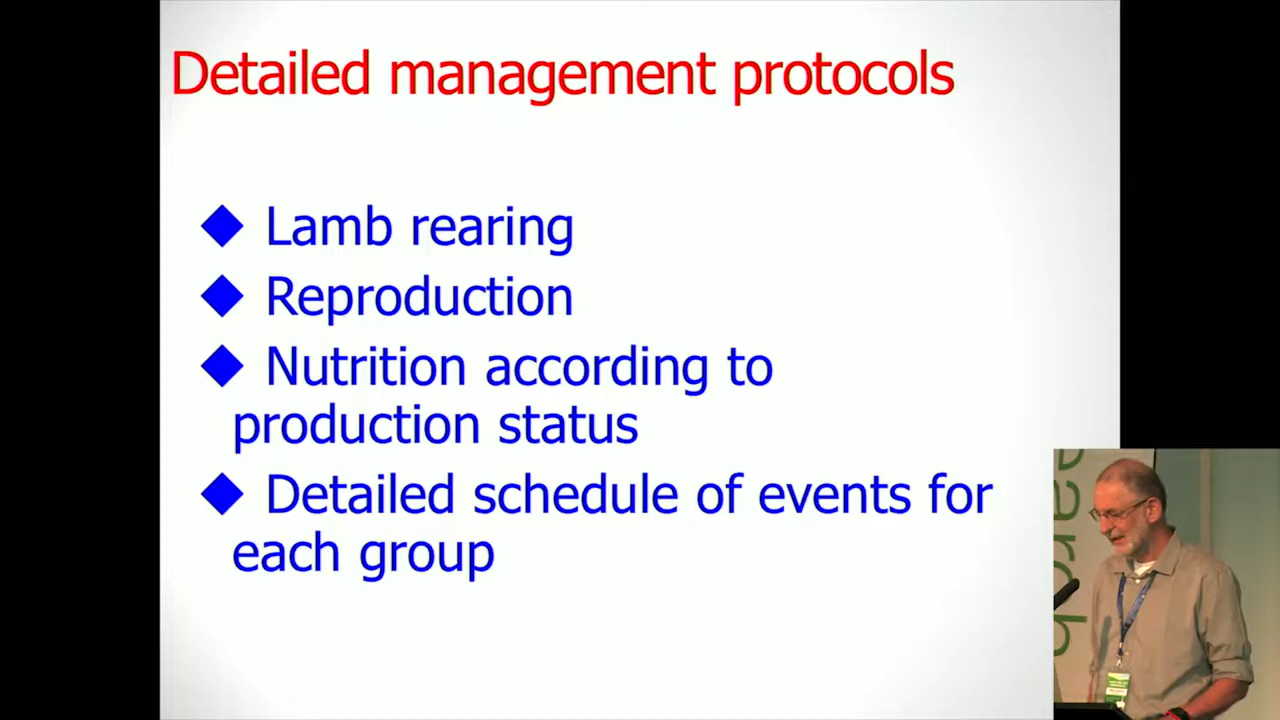 Detailed management protocols
Lamb rearing
Reproduction
Nutrition according to
production status
Detailed schedule of events for
each group